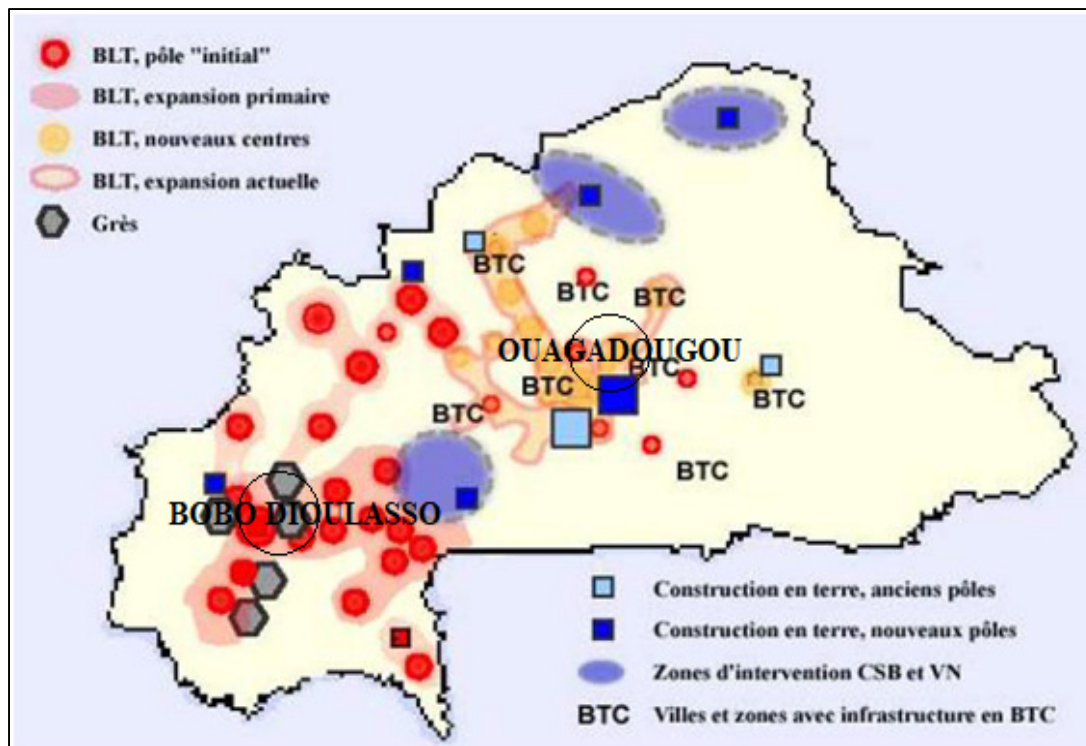 BLT, pôle "initial"
BLT, expansion primaire
BLT, nouveaux centres
BLT, expansion actuelle
Grès
BTC
BTC
BTC
OUAGADOUGOU
BTC
BTC
BTC
BTC
BTC
BOBO DIOULASSO
Construction en terre, anciens pôles
Construction en terre, nouveaux pôles
Zones d'intervention CSB et VN
BTC Villes et zones avec infrastructure en BTC